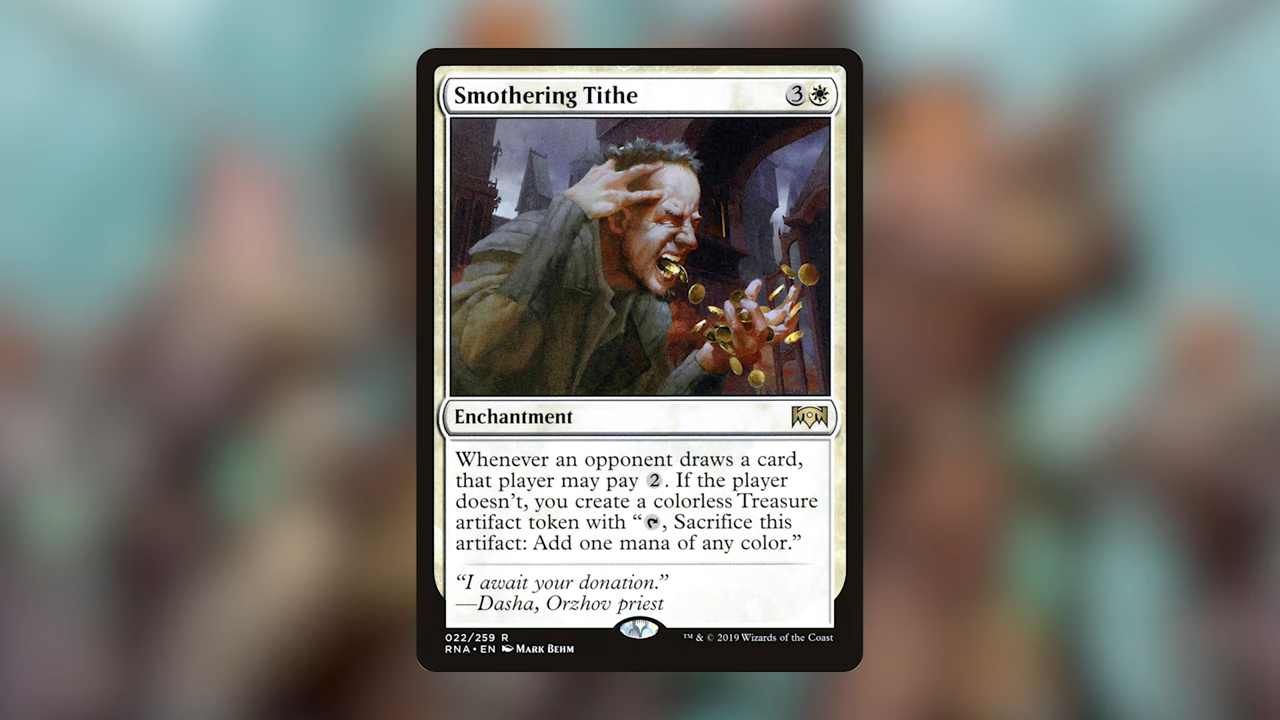 Smothering Tithe 3
Enchantment
Whenever an opponent draws a card,
that player may pay 2. If the player
doesn't, you create a colorless Treasure
artifact token with “, Sacrifice this
artifact: Add one mana of any color.”
“I await your donation.”
—Dasha, Orzhov priest
022/259 R
RNA • EN MARK BEHM
™ & © 2019 Wizards of the Coast